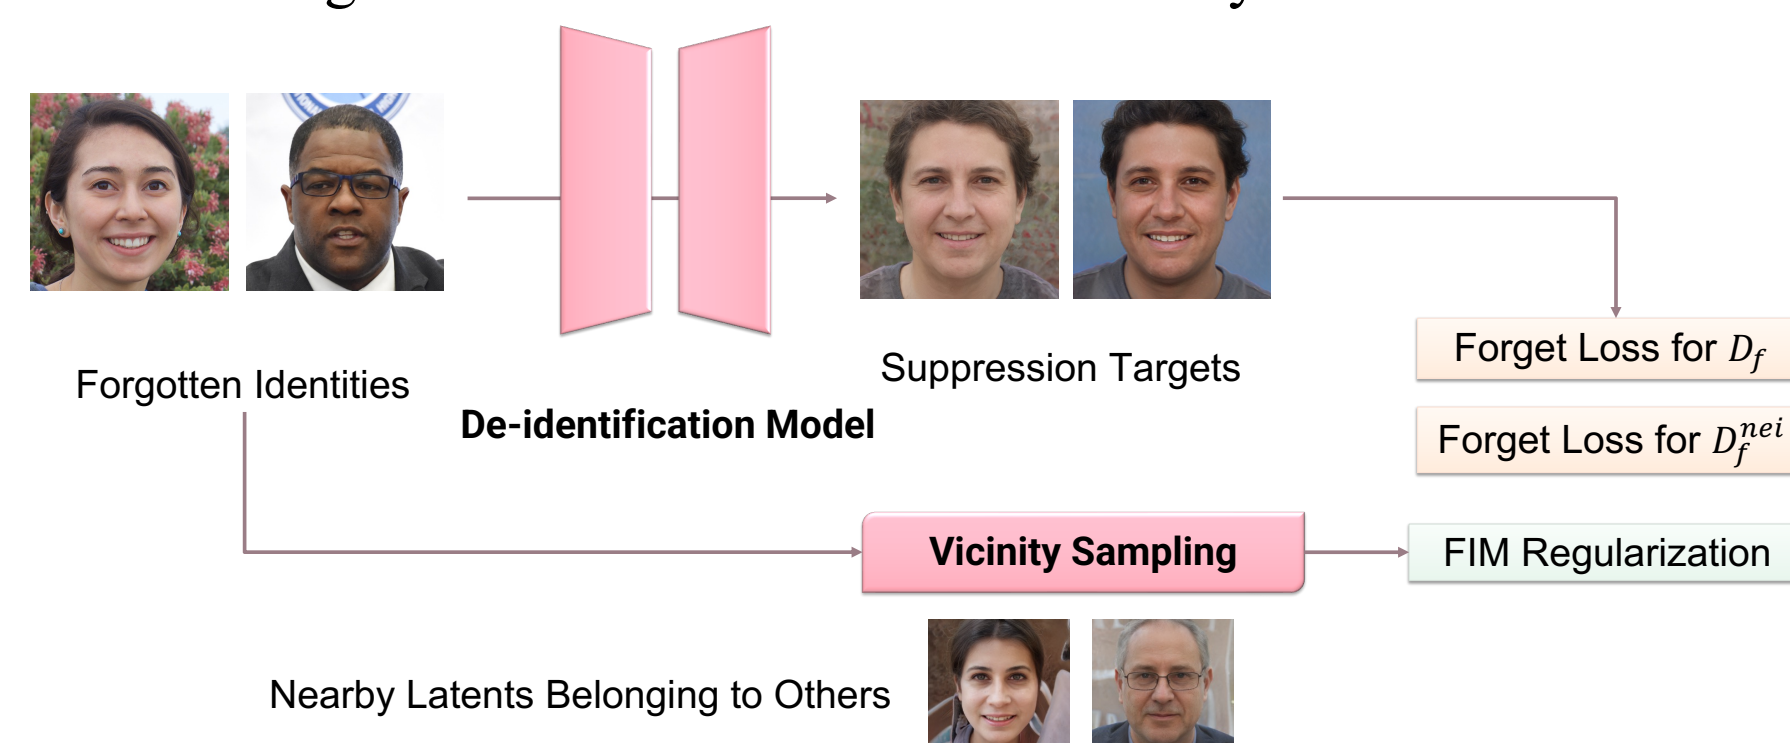 Forgotten Identities
De-identification Model
Suppression Targets
Forget Loss for D_f
Forget Loss for D_f^{nei}
Vicinity Sampling
FIM Regularization
Nearby Latents Belonging to Others